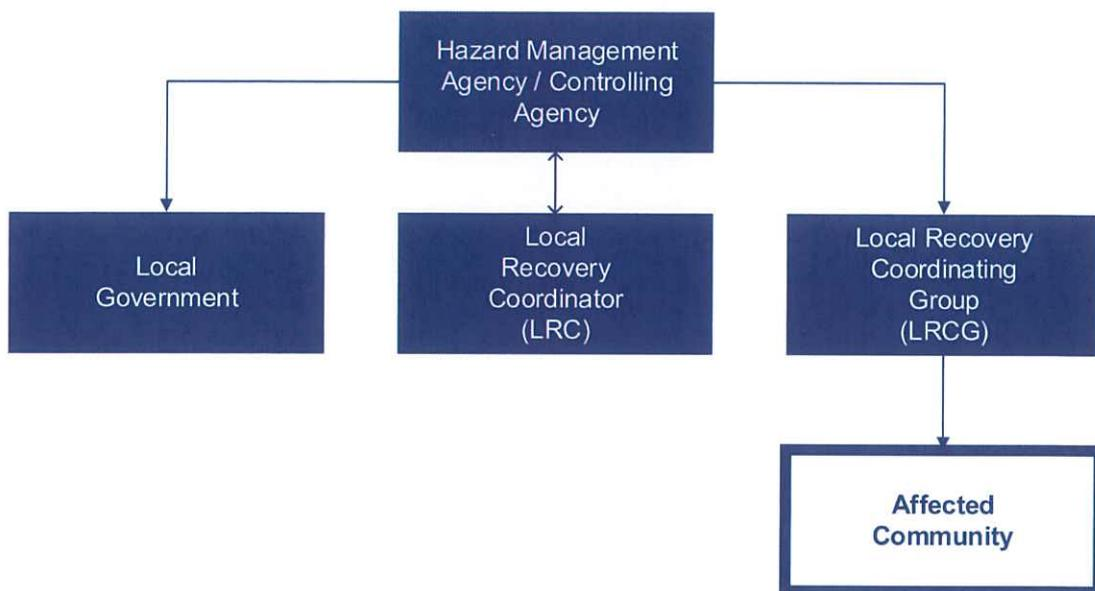 Hazard Management
Agency / Controlling
Agency
Local
Government
Local
Recovery
Coordinator
(LRC)
Local Recovery
Coordinating
Group
(LRCG)
Affected
Community